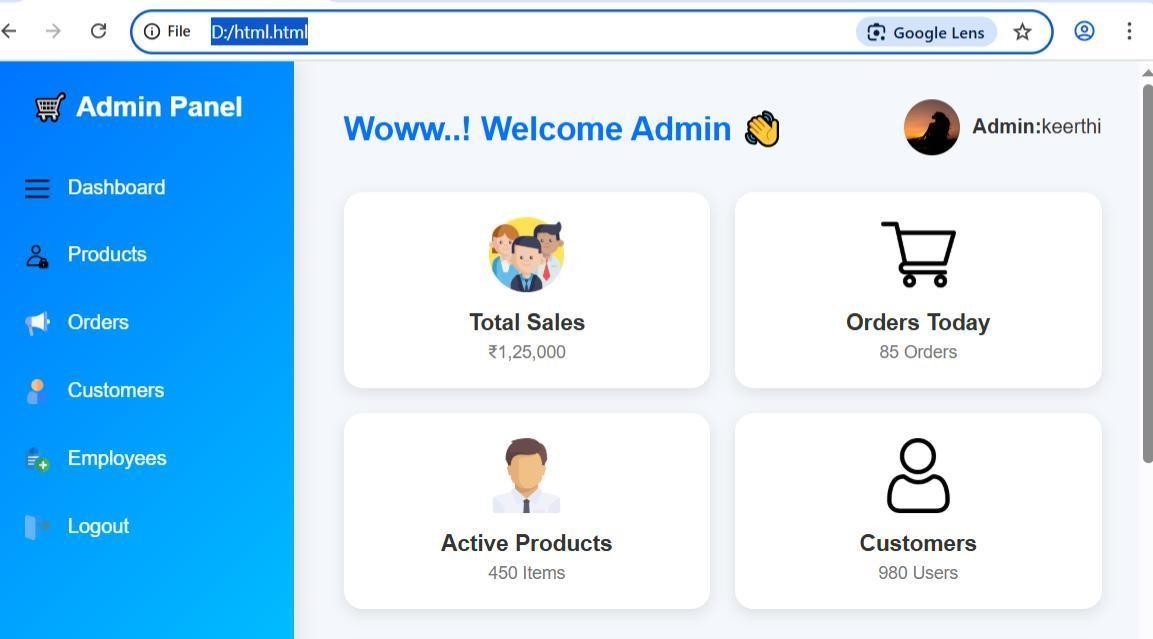 File D:/html.html Google Lens
Admin Panel
Dashboard
Products
Orders
Customers
Employees
Logout
Woww..! Welcome Admin 👋
Admin:keerthi
Total Sales
₹1,25,000
Orders Today
85 Orders
Active Products
450 Items
Customers
980 Users